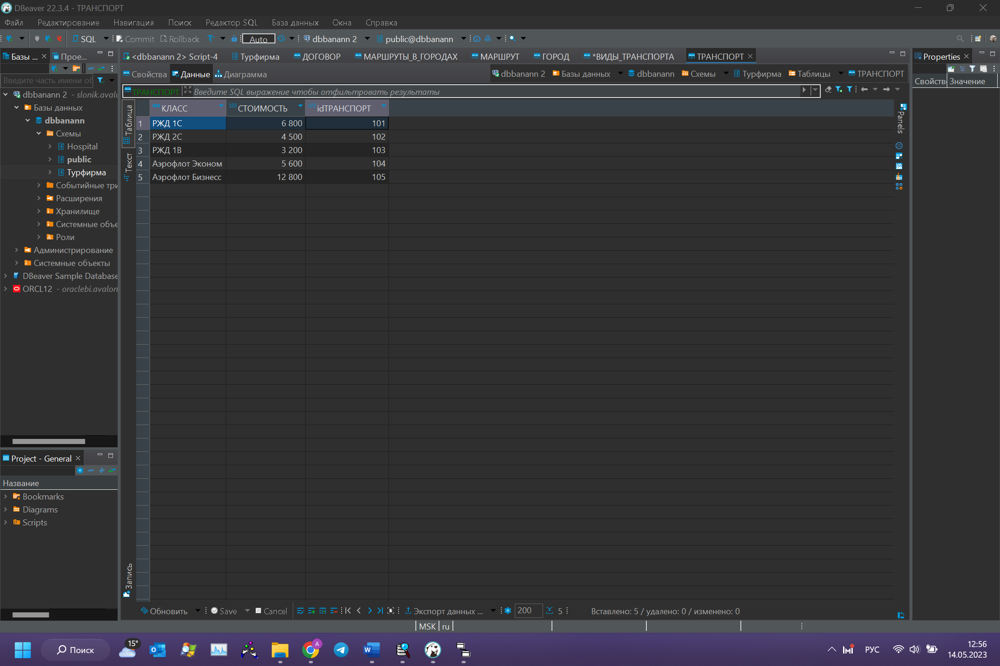 DBeaver 22.3.4 - ТРАНСПОРТ
Файл Редактирование Навигация Поиск Редактор SQL База данных Окна Справка
SQL Commit Rollback Auto dbbanann 2 public@dbbanann
Базы ... Прое...
<dbbanann 2> Script-4 Турфирма ДОГОВОР МАРШРУТЫ_В_ГОРОДАХ МАРШРУТ ГОРОД *ВИДЫ_ТРАНСПОРТА ТРАНСПОРТ
Properties
Свойства Данные Диаграмма
dbbanann 2 Базы данных dbbanann Схемы Турфирма Таблицы ТРАНСПОРТ
Свойств Значение
Введите часть имени об
ТРАНСПОРТ Введите SQL выражение чтобы отфильтровать результаты
dbbanann 2 - slonik.avalo
Базы данных
dbbanann
Схемы
Hospital
public
Турфирма
Событийные три
Расширения
Хранилище
Системные объе
Роли
Администрирование
Системные объекты
DBeaver Sample Database
ORCL12 - oraclebi.avalon
Таблица
Текст
Запись
ABC КЛАСС 123 СТОИМОСТЬ 123 idТРАНСПОРТ
1 РЖД 1С 6 800 101
2 РЖД 2С 4 500 102
3 РЖД 1В 3 200 103
4 Аэрофлот Эконом 5 600 104
5 Аэрофлот Бизнесс 12 800 105
Panels
Project - General
Название
Bookmarks
Diagrams
Scripts
Обновить Save Cancel Экспорт данных ... 200 5 Вставлено: 5 / удалено: 0 / изменено: 0
MSK ru
15° Поиск
A
РУС
12:56
14.05.2023